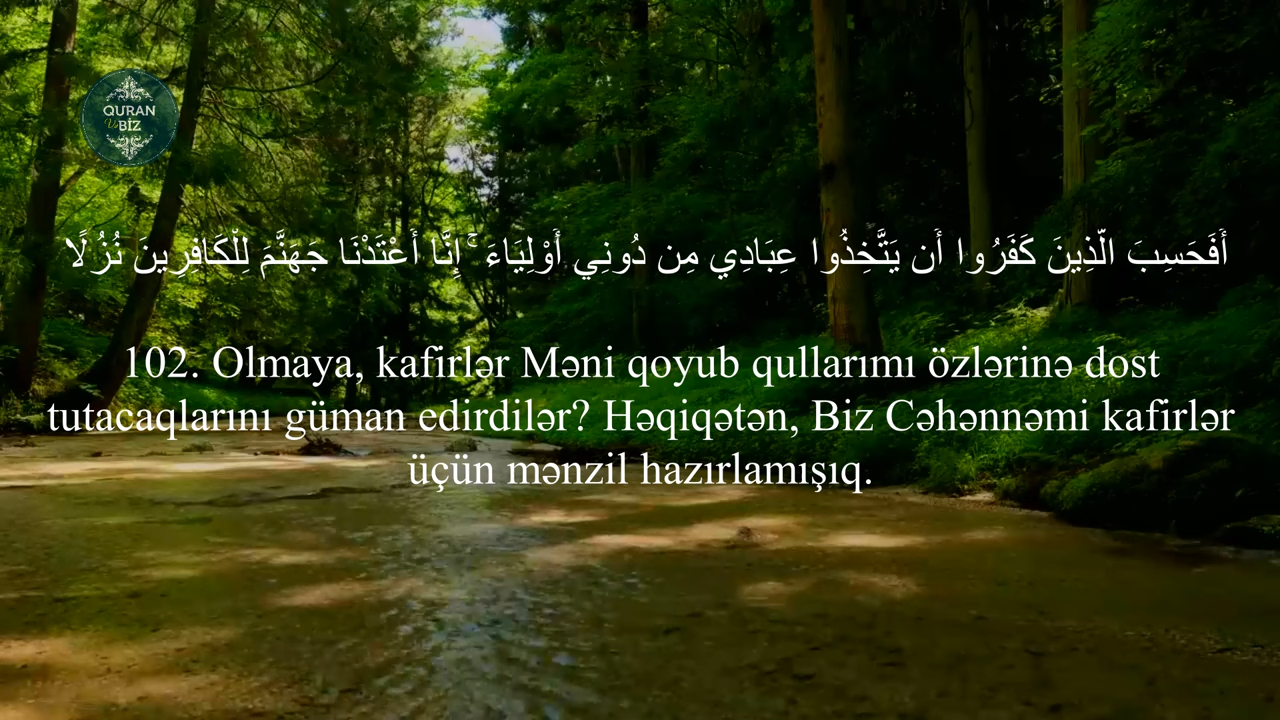 QURAN
Və BİZ
أَفَحَسِبَ الَّذِينَ كَفَرُوا أَن يَتَّخِذُوا عِبَادِي مِن دُونِي أَوْلِيَاءَ ۚ إِنَّا أَعْتَدْنَا جَهَنَّمَ لِلْكَافِرِينَ نُزُلًا
102. Olmaya, kafirlər Məni qoyub qullarımı özlərinə dost
tutacaqlarını güman edirdilər? Həqiqətən, Biz Cəhənnəmi kafirlər
üçün mənzil hazırlamışıq.